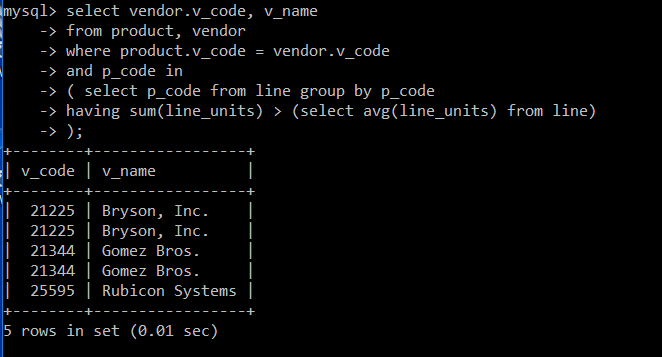 mysql> select vendor.v_code, v_name
    -> from product, vendor
    -> where product.v_code = vendor.v_code
    -> and p_code in
    -> ( select p_code from line group by p_code
    -> having sum(line_units) > (select avg(line_units) from line)
    -> );
+--------+-----------------+
| v_code | v_name          |
+--------+-----------------+
|  21225 | Bryson, Inc.    |
|  21225 | Bryson, Inc.    |
|  21344 | Gomez Bros.     |
|  21344 | Gomez Bros.     |
|  25595 | Rubicon Systems |
+--------+-----------------+
5 rows in set (0.01 sec)